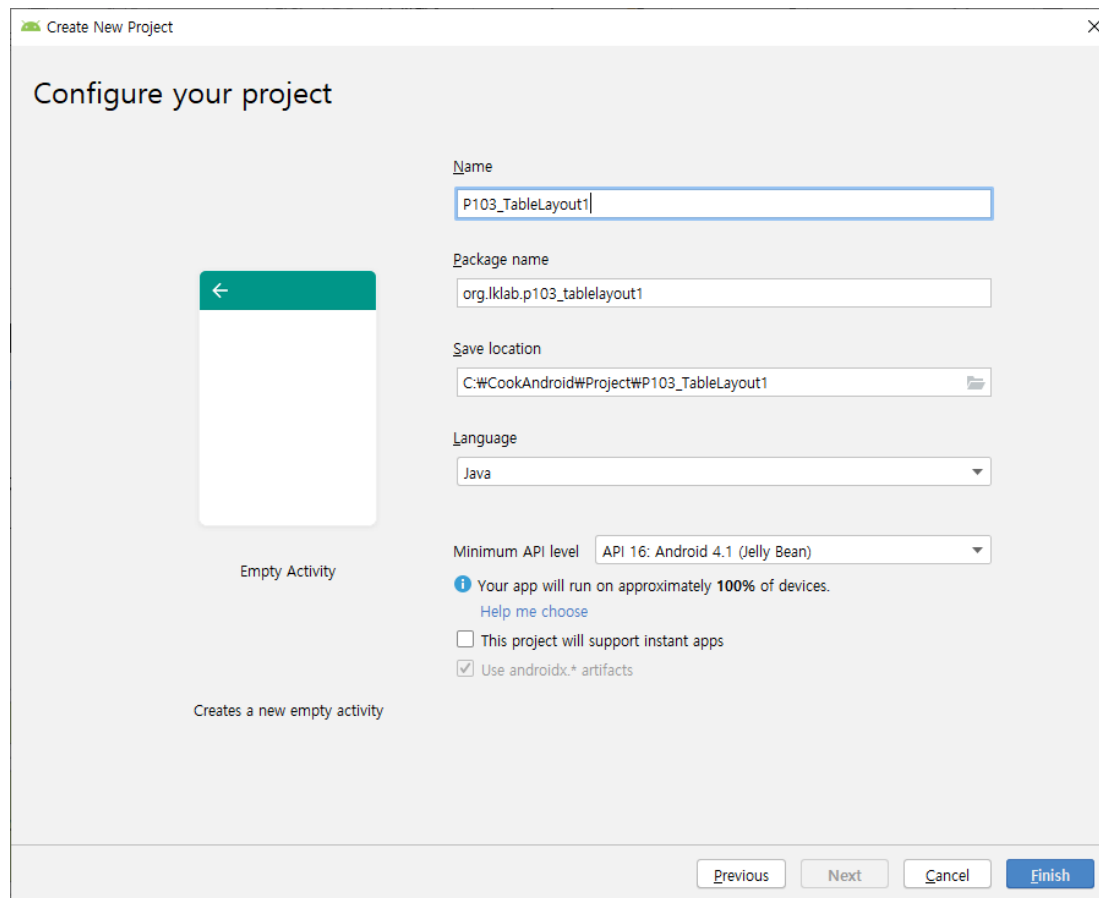 Create New Project
Configure your project
Name
P103_TableLayout1
Package name
org.lklab.p103_tablelayout1
Save location
C:₩CookAndroid₩Project₩P103_TableLayout1
Language
Java
Minimum API level API 16: Android 4.1 (Jelly Bean)
Empty Activity
Your app will run on approximately 100% of devices.
Help me choose
This project will support instant apps
Use androidx.* artifacts
Creates a new empty activity
Previous Next Cancel Finish